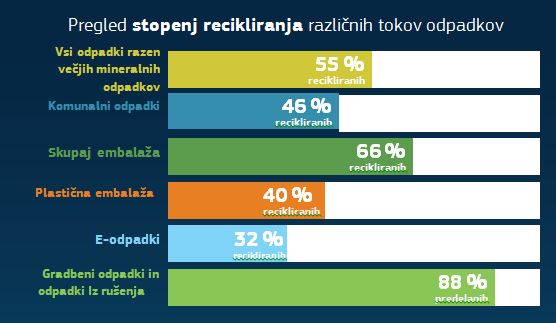 Pregled stopenj recikliranja različnih tokov odpadkov
Vsi odpadki razen
večjih mineralnih
odpadkov
55 %
recikliranih
Komunalni odpadki
46 %
recikliranih
Skupaj embalaža
66 %
recikliranih
Plastična embalaža
40 %
recikliranih
E-odpadki
32 %
recikliranih
Gradbeni odpadki in
odpadki Iz rušenja
88 %
predelanih